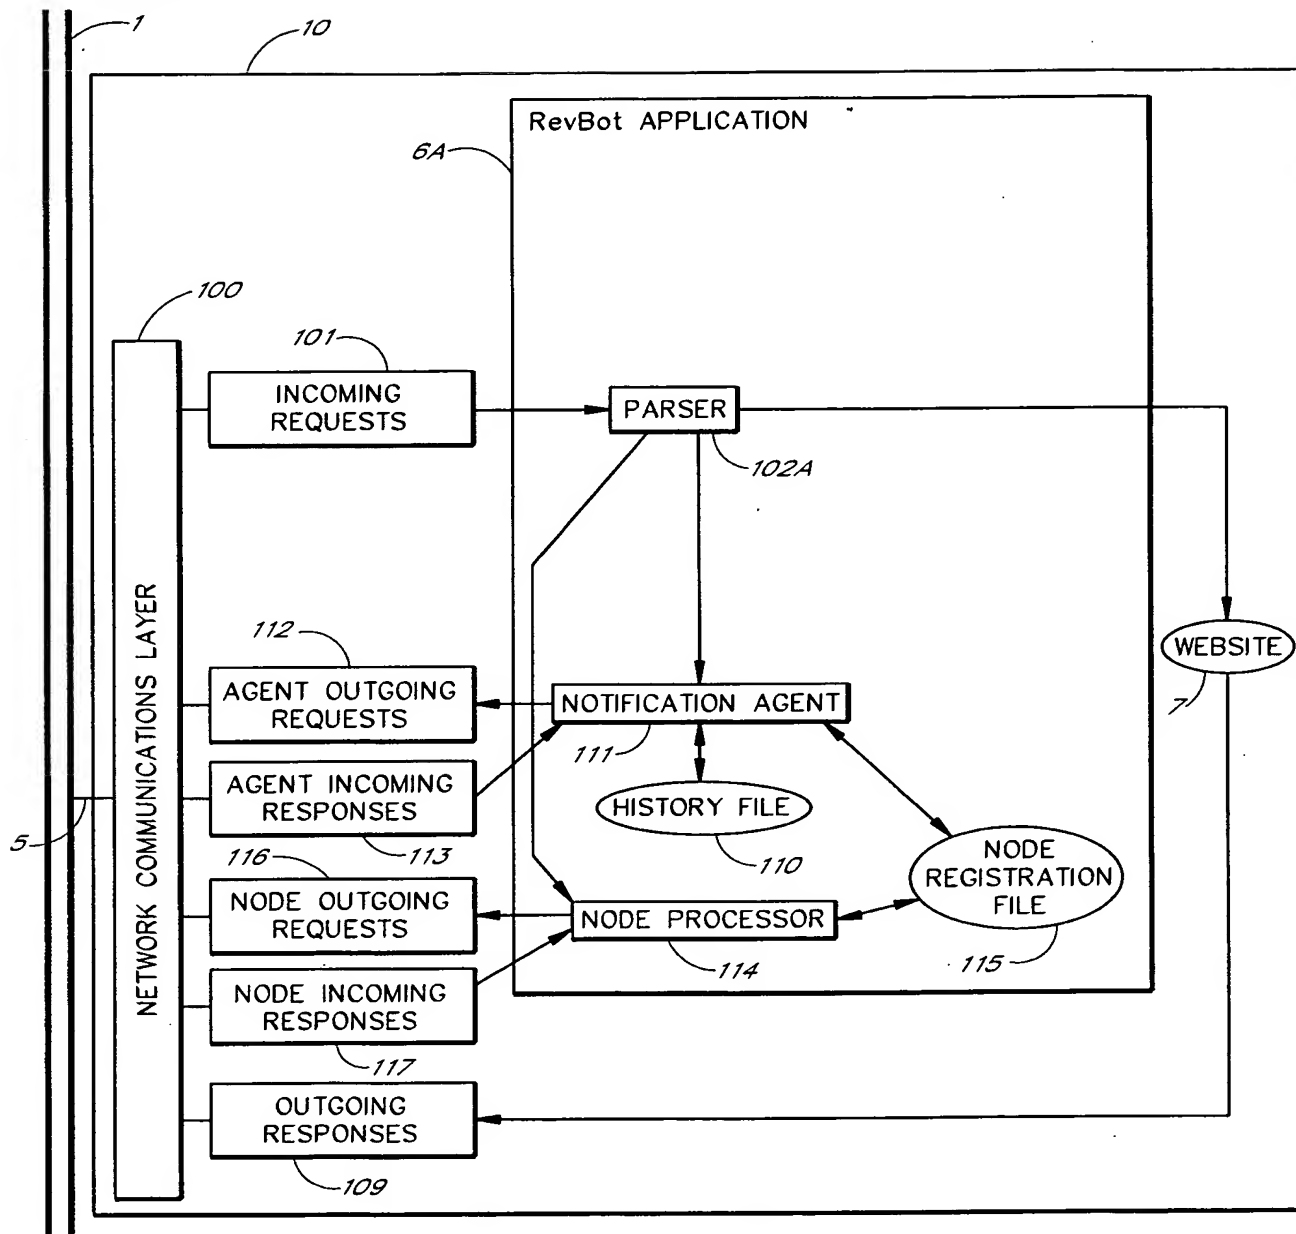 1
10
RevBot APPLICATION
6A
100
101
INCOMING
REQUESTS
PARSER
102A
NETWORK COMMUNICATIONS LAYER
112
AGENT OUTGOING
REQUESTS
NOTIFICATION AGENT
111
WEBSITE
7
AGENT INCOMING
RESPONSES
113
HISTORY FILE
110
5
116
NODE OUTGOING
REQUESTS
NODE PROCESSOR
114
NODE
REGISTRATION
FILE
115
NODE INCOMING
RESPONSES
117
OUTGOING
RESPONSES
109